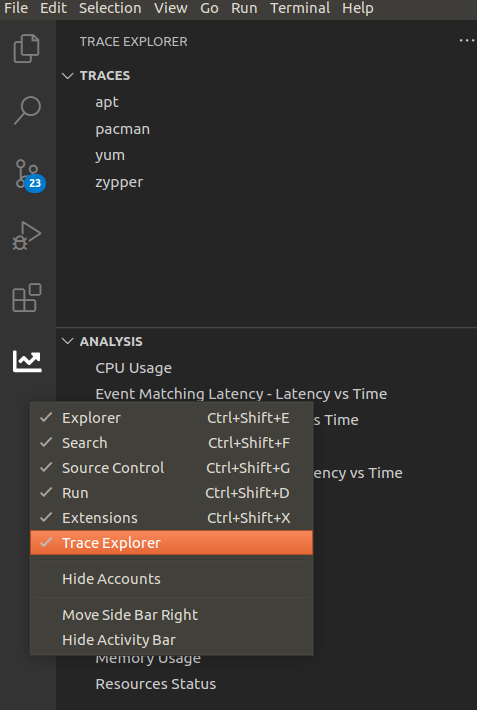 File Edit Selection View Go Run Terminal Help
TRACE EXPLORER
TRACES
apt
pacman
yum
zypper
23
ANALYSIS
CPU Usage
Event Matching Latency - Latency vs Time
s Time
ency vs Time
Explorer Ctrl+Shift+E
Search Ctrl+Shift+F
Source Control Ctrl+Shift+G
Run Ctrl+Shift+D
Extensions Ctrl+Shift+X
Trace Explorer
Hide Accounts
Move Side Bar Right
Hide Activity Bar
Memory Usage
Resources Status